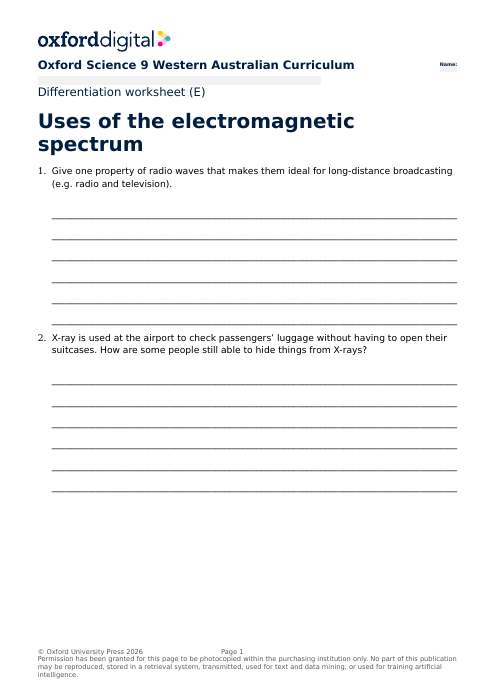 oxforddigital
Oxford Science 9 Western Australian Curriculum
Name:
Differentiation worksheet (E)
Uses of the electromagnetic
spectrum
1. Give one property of radio waves that makes them ideal for long-distance broadcasting
(e.g. radio and television).
2. X-ray is used at the airport to check passengers’ luggage without having to open their
suitcases. How are some people still able to hide things from X-rays?
© Oxford University Press 2026 Page 1
Permission has been granted for this page to be photocopied within the purchasing institution only. No part of this publication
may be reproduced, stored in a retrieval system, transmitted, used for text and data mining, or used for training artificial
intelligence.